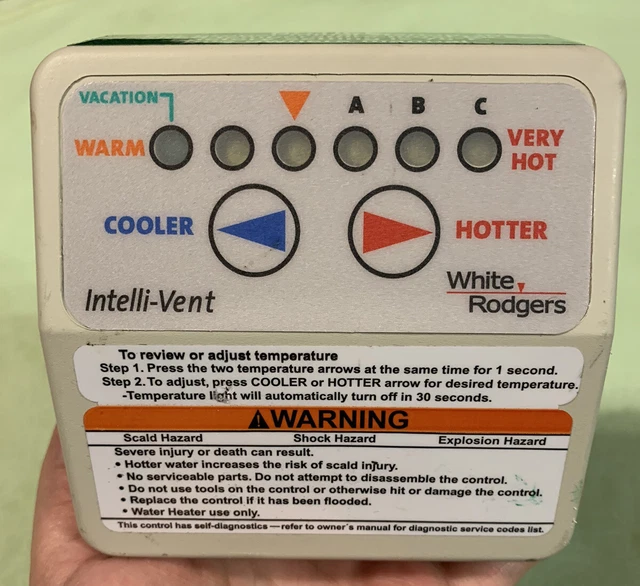 VACATION
A B C
WARM
VERY
HOT
COOLER
HOTTER
Intelli-Vent
White
Rodgers
To review or adjust temperature
Step 1. Press the two temperature arrows at the same time for 1 second.
Step 2. To adjust, press COOLER or HOTTER arrow for desired temperature.
-Temperature light will automatically turn off in 30 seconds.
WARNING
Scald Hazard Shock Hazard Explosion Hazard
Severe injury or death can result.
• Hotter water increases the risk of scald injury.
• No serviceable parts. Do not attempt to disassemble the control.
• Do not use tools on the control or otherwise hit or damage the control.
• Replace the control if it has been flooded.
• Water Heater use only.
This control has self-diagnostics — refer to owner's manual for diagnostic service codes list.